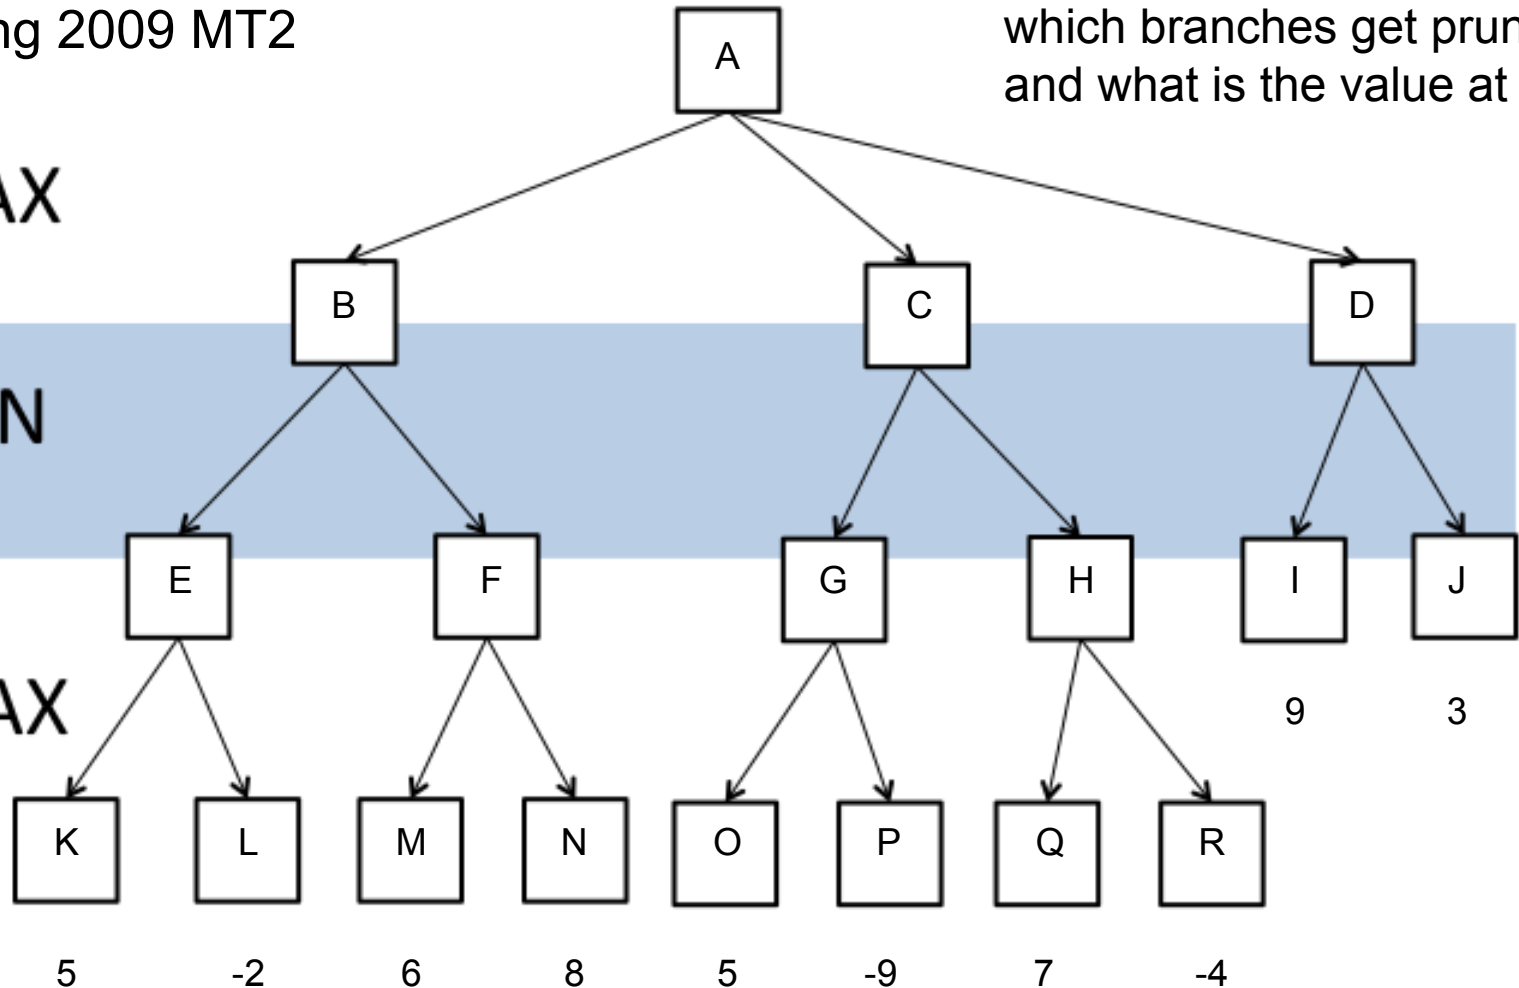 ng 2009 MT2
which branches get prun
and what is the value at
A
AX
B C D
N
E F G H I J
AX
9 3
K L M N O P Q R
5 -2 6 8 5 -9 7 -4